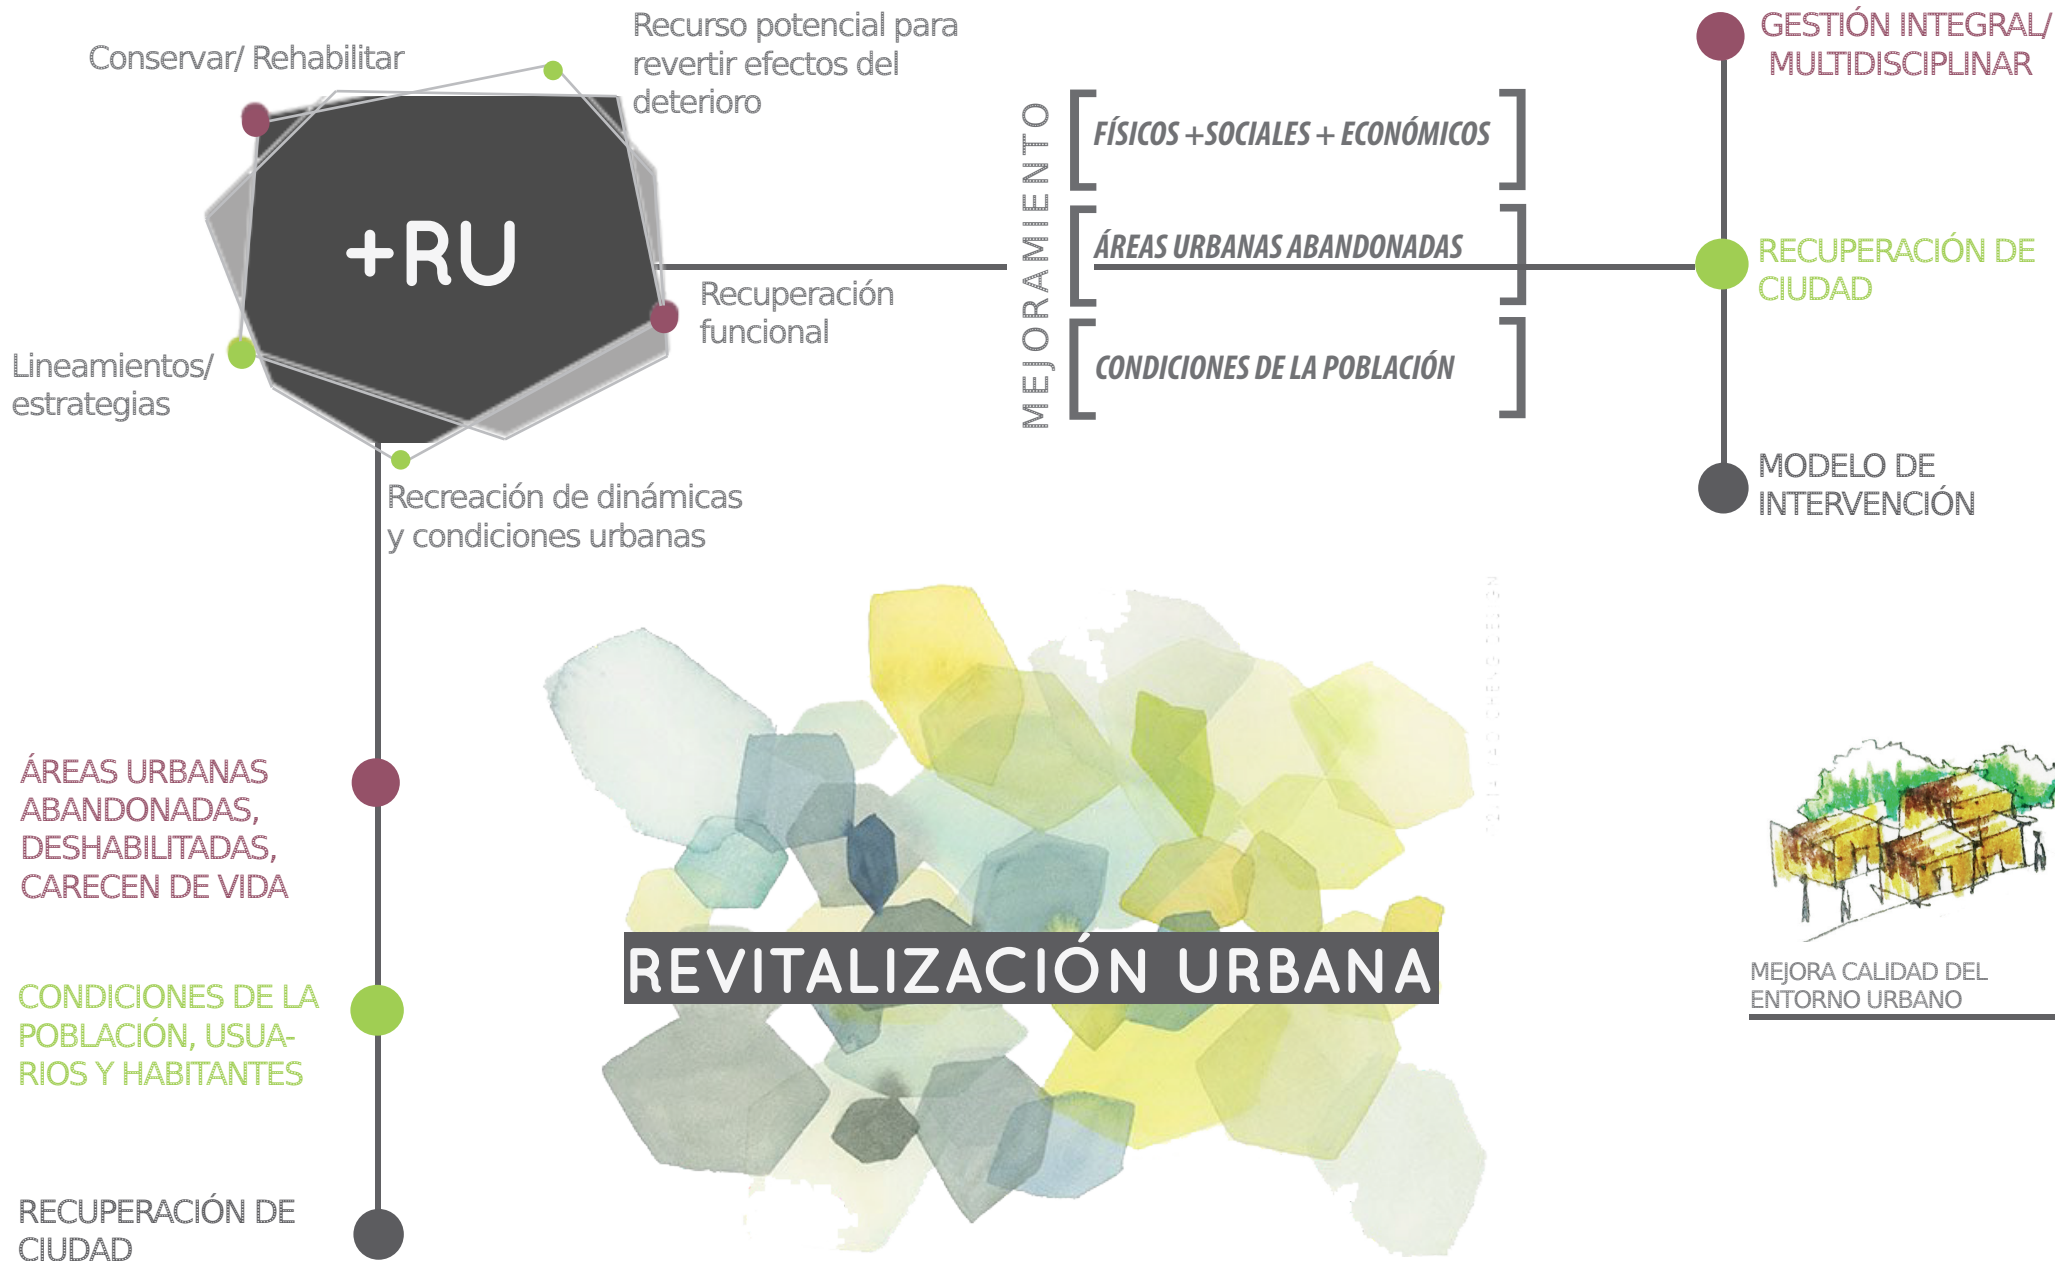 Conservar/ Rehabilitar
Recurso potencial para
revertir efectos del
deterioro
+RU
Recuperación
funcional
Lineamientos/
estrategias
Recreación de dinámicas
y condiciones urbanas
MEJORAMIENTO
FÍSICOS +SOCIALES + ECONÓMICOS
ÁREAS URBANAS ABANDONADAS
CONDICIONES DE LA POBLACIÓN
GESTIÓN INTEGRAL/
MULTIDISCIPLINAR
RECUPERACIÓN DE
CIUDAD
MODELO DE
INTERVENCIÓN
ÁREAS URBANAS
ABANDONADAS,
DESHABILITADAS,
CARECEN DE VIDA
CONDICIONES DE LA
POBLACIÓN, USUA-
RIOS Y HABITANTES
RECUPERACIÓN DE
CIUDAD
REVITALIZACIÓN URBANA
MEJORA CALIDAD DEL
ENTORNO URBANO